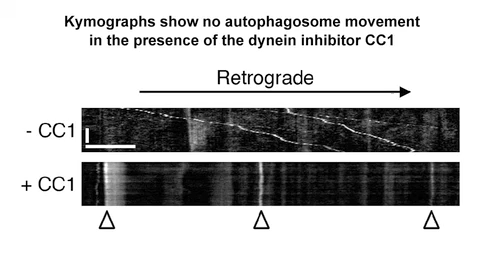 Kymographs show no autophagosome movement
in the presence of the dynein inhibitor CC1
Retrograde
- CC1
+ CC1